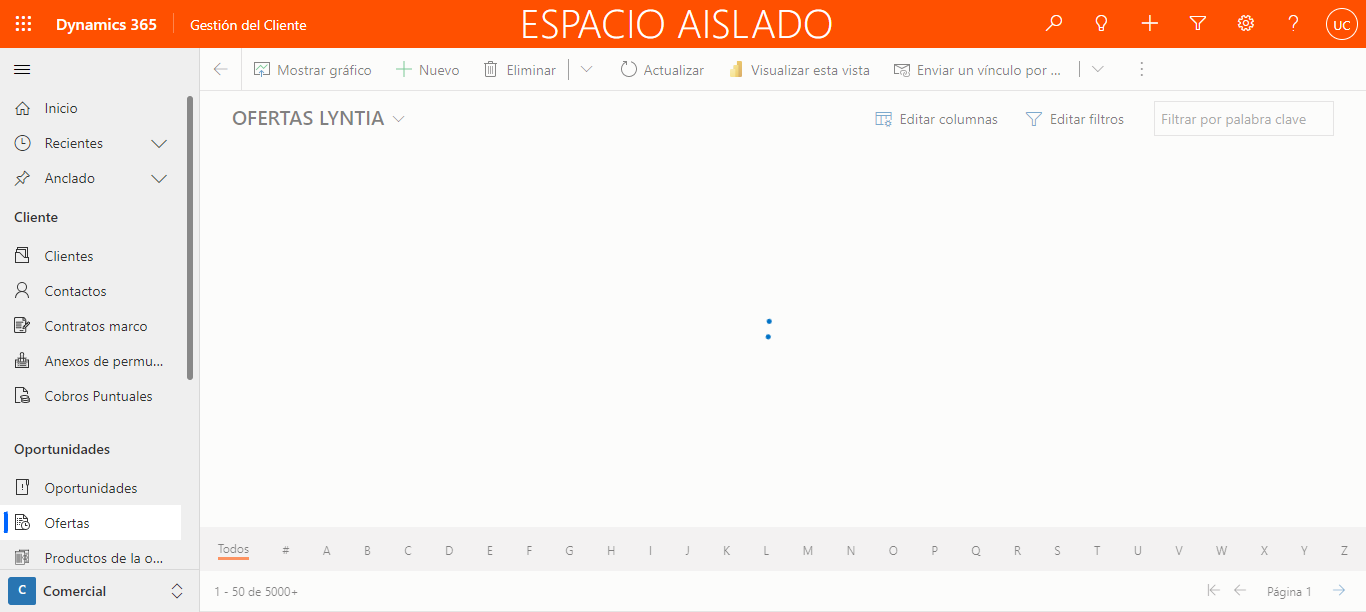 Dynamics 365 Gestión del Cliente ESPACIO AISLADO UC
Mostrar gráfico Nuevo Eliminar Actualizar Visualizar esta vista Enviar un vínculo por ...
OFERTAS LYNTIA Editar columnas Editar filtros Filtrar por palabra clave
Inicio
Recientes
Anclado
Cliente
Clientes
Contactos
Contratos marco
Anexos de permu...
Cobros Puntuales
Oportunidades
Oportunidades
Ofertas
Productos de la o...
C Comercial
Todos # A B C D E F G H I J K L M N O P Q R S T U V W X Y Z
1 - 50 de 5000+ Página 1